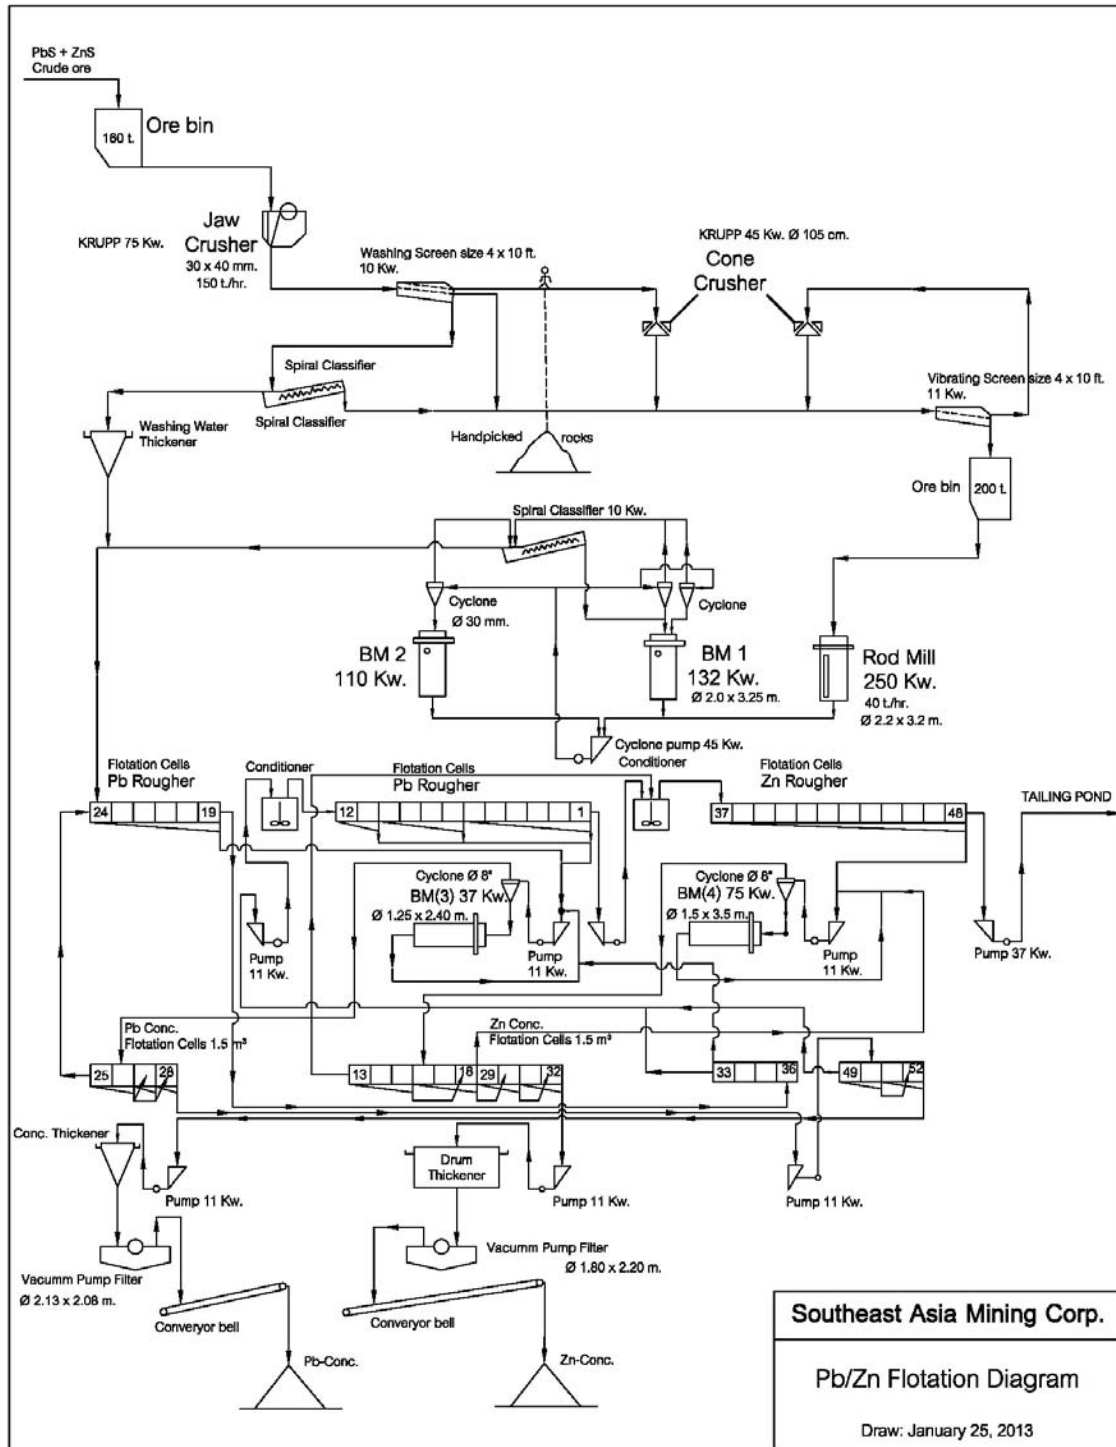 PbS + ZnS
Crude ore
160 t.
Ore bin
Jaw
Crusher
KRUPP 75 Kw.
30 x 40 mm.
150 t./hr.
Washing Screen size 4 x 10 ft.
10 Kw.
KRUPP 45 Kw. Ø 105 cm.
Cone
Crusher
Spiral Classifier
Spiral Classifier
Vibrating Screen size 4 x 10 ft.
11 Kw.
Washing Water
Thickener
Handpicked rocks
Ore bin
200 t.
Spiral Classifier 10 Kw.
Cyclone
Ø 30 mm.
Cyclone
BM 2
110 Kw.
BM 1
132 Kw.
Ø 2.0 x 3.25 m.
Rod Mill
250 Kw.
40 t./hr.
Ø 2.2 x 3.2 m.
Cyclone pump 45 Kw.
Flotation Cells
Pb Rougher
Conditioner
Flotation Cells
Pb Rougher
Conditioner
Flotation Cells
Zn Rougher
24 19
12 1
37 48
TAILING POND
Cyclone Ø 8"
BM(3) 37 Kw.
Ø 1.25 x 2.40 m.
Cyclone Ø 8"
BM(4) 75 Kw.
Ø 1.5 x 3.5 m.
Pump
11 Kw.
Pump
11 Kw.
Pump
11 Kw.
Pump 37 Kw.
Pb Conc.
Flotation Cells 1.5 m³
Zn Conc.
Flotation Cells 1.5 m³
25 28
13 18 29 32
33 36
49 52
Conc. Thickener
Drum
Thickener
Pump 11 Kw.
Pump 11 Kw.
Pump 11 Kw.
Vacumm Pump Filter
Ø 2.13 x 2.08 m.
Vacumm Pump Filter
Ø 1.80 x 2.20 m.
Converyor bell
Converyor bell
Pb-Conc.
Zn-Conc.
Southeast Asia Mining Corp.
Pb/Zn Flotation Diagram
Draw: January 25, 2013